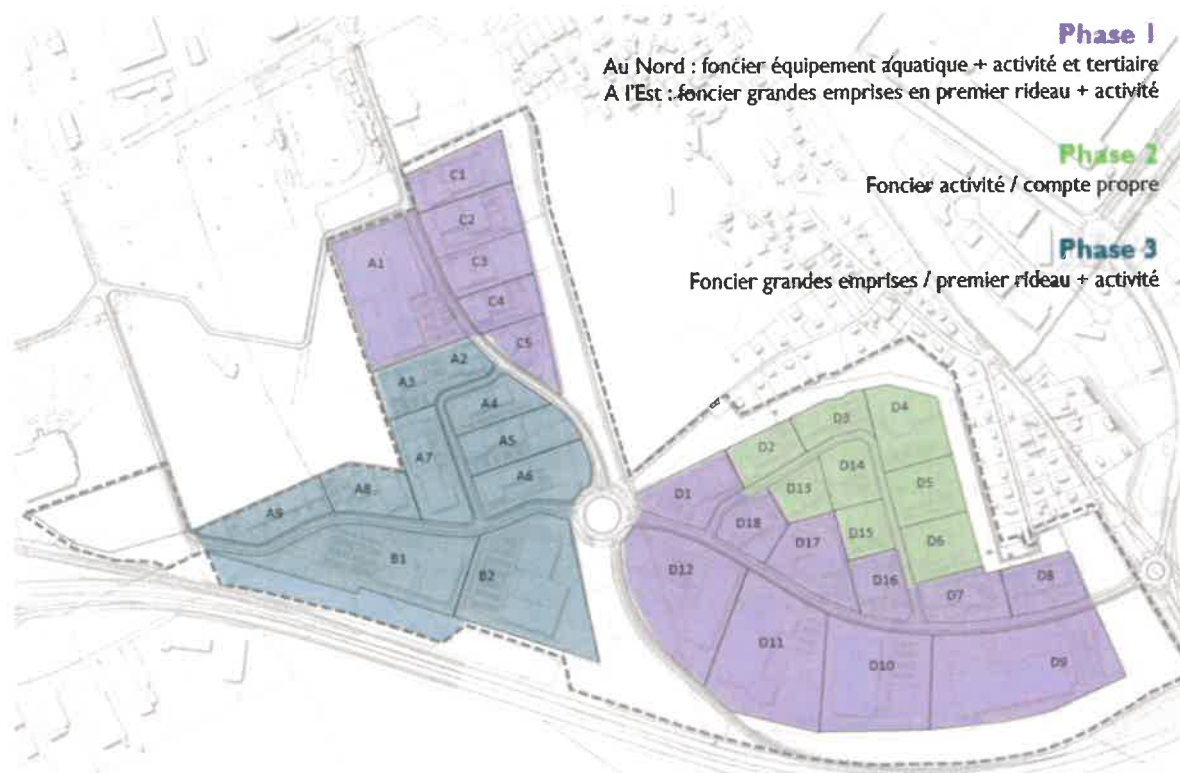 Phase 1
Au Nord : foncier équipement aquatique + activité et tertiaire
A l'Est : foncier grandes emprises en premier rideau + activité
Phase 2
Foncier activité / compte propre
Phase 3
Foncier grandes emprises / premier rideau + activité
C1
C2
A1
C3
C4
C5
A2
A3
A4
A5
A7
A6
A8
A9
B1
B2
D3
D4
D2
D14
D5
D13
D1
D18
D15
D6
D17
D12
D16
D7
D8
D11
D10
D9